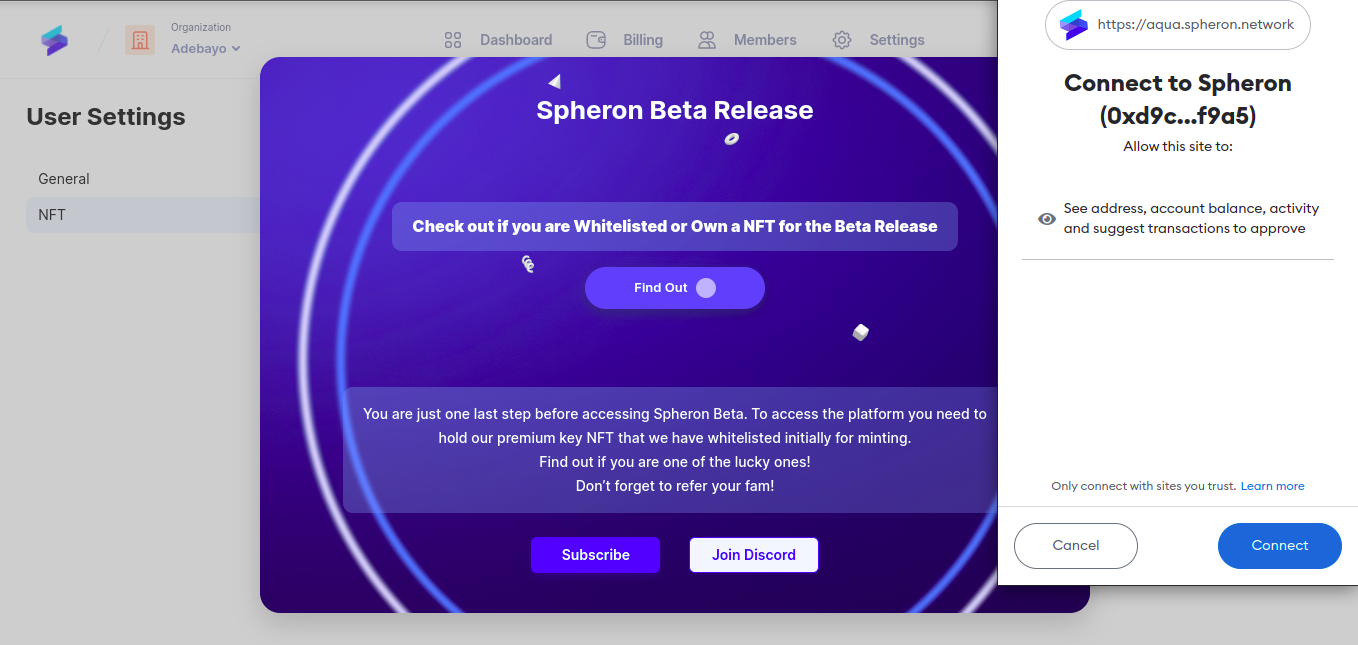 Organization
Adebayo
Dashboard
Billing
Members
Settings
User Settings
General
NFT
Spheron Beta Release
Check out if you are Whitelisted or Own a NFT for the Beta Release
Find Out
You are just one last step before accessing Spheron Beta. To access the platform you need to
hold our premium key NFT that we have whitelisted initially for minting.
Find out if you are one of the lucky ones!
Don’t forget to refer your fam!
Subscribe
Join Discord
https://aqua.spheron.network
Connect to Spheron
(0xd9c...f9a5)
Allow this site to:
See address, account balance, activity
and suggest transactions to approve
Only connect with sites you trust. Learn more
Cancel
Connect